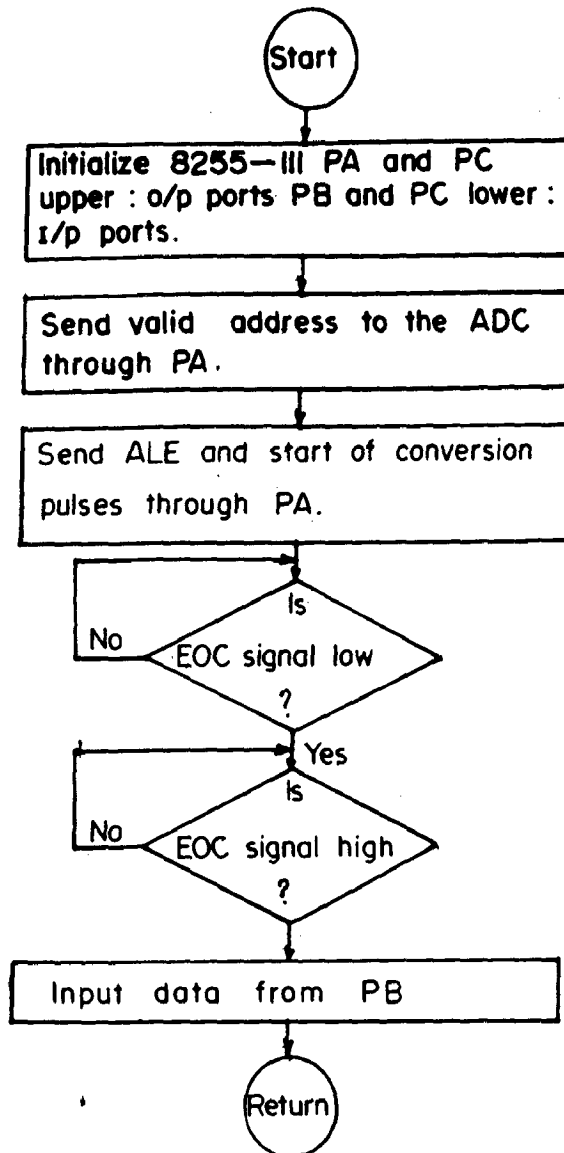 Start
Initialize 8255-III PA and PC
upper : o/p ports PB and PC lower :
I/p ports.
Send valid address to the ADC
through PA.
Send ALE and start of conversion
pulses through PA.
Is
No
EOC signal low
?
Yes
Is
No
EOC signal high
?
Input data from PB
Return